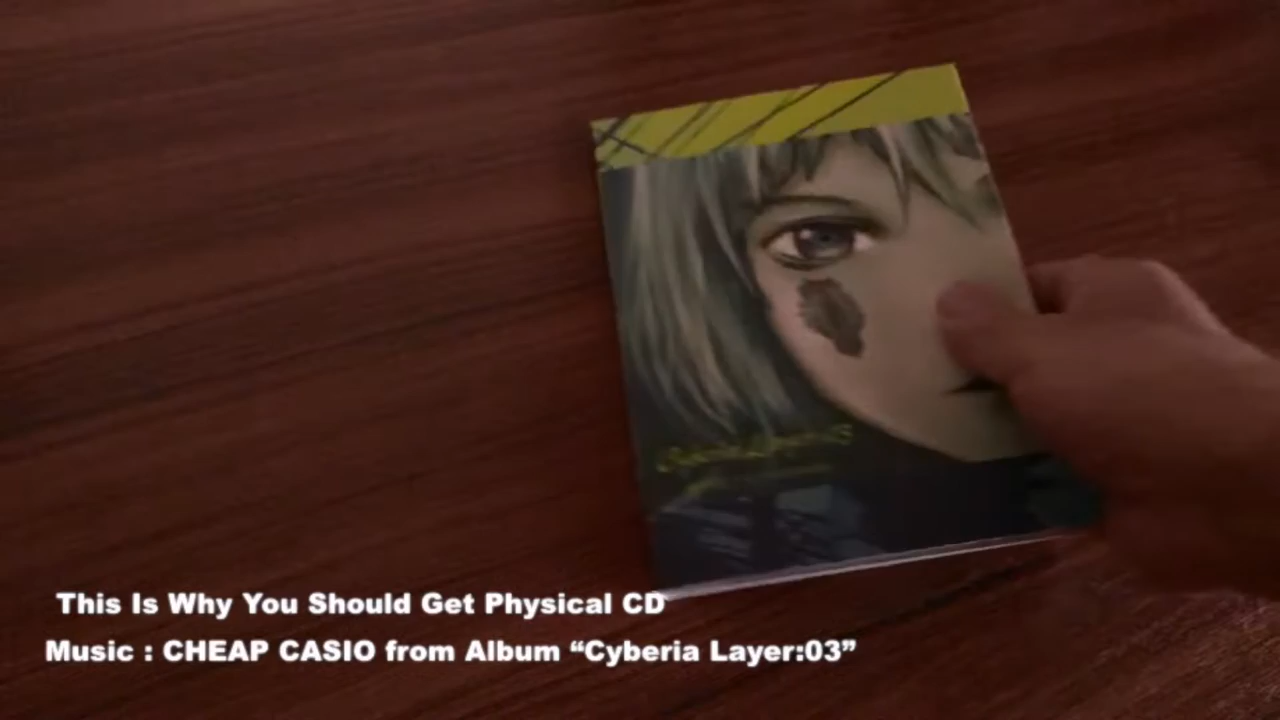 This Is Why You Should Get Physical CD
Music : CHEAP CASIO from Album “Cyberia Layer:03”